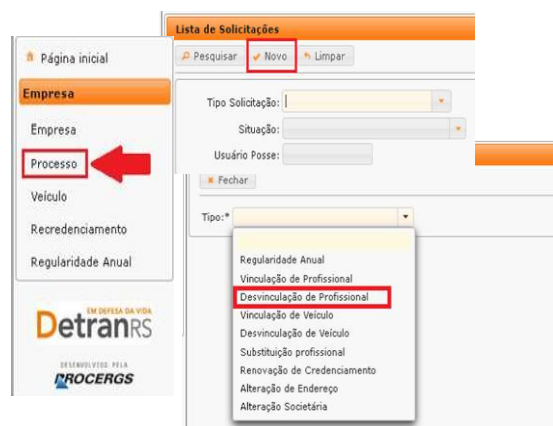 Página inicial
Empresa
Empresa
Processo
Veículo
Recredenciamento
Regularidade Anual
EM DEFESA DA VIDA
DetranRS
DESENVOLVIDO PELA
PROCERGS
Lista de Solicitações
Pesquisar Novo Limpar
Tipo Solicitação:
Situação:
Usuário Posse:
Fechar
Tipo:*
Regularidade Anual
Vinculação de Profissional
Desvinculação de Profissional
Vinculação de Veículo
Desvinculação de Veículo
Substituição profissional
Renovação de Credenciamento
Alteração de Endereço
Alteração Societária